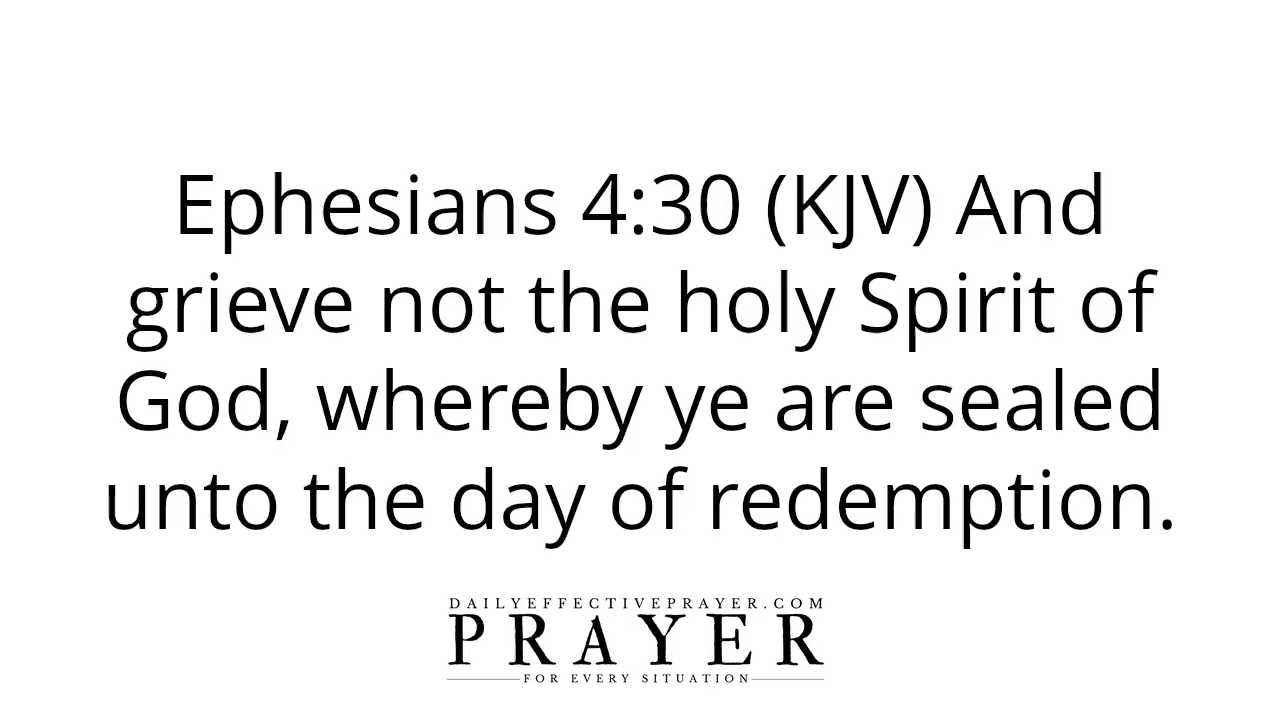 Ephesians 4:30 (KJV) And
grieve not the holy Spirit of
God, whereby ye are sealed
unto the day of redemption.
DAILYEFFECTIVEPRAYER.COM
PRAYER
FOR EVERY SITUATION